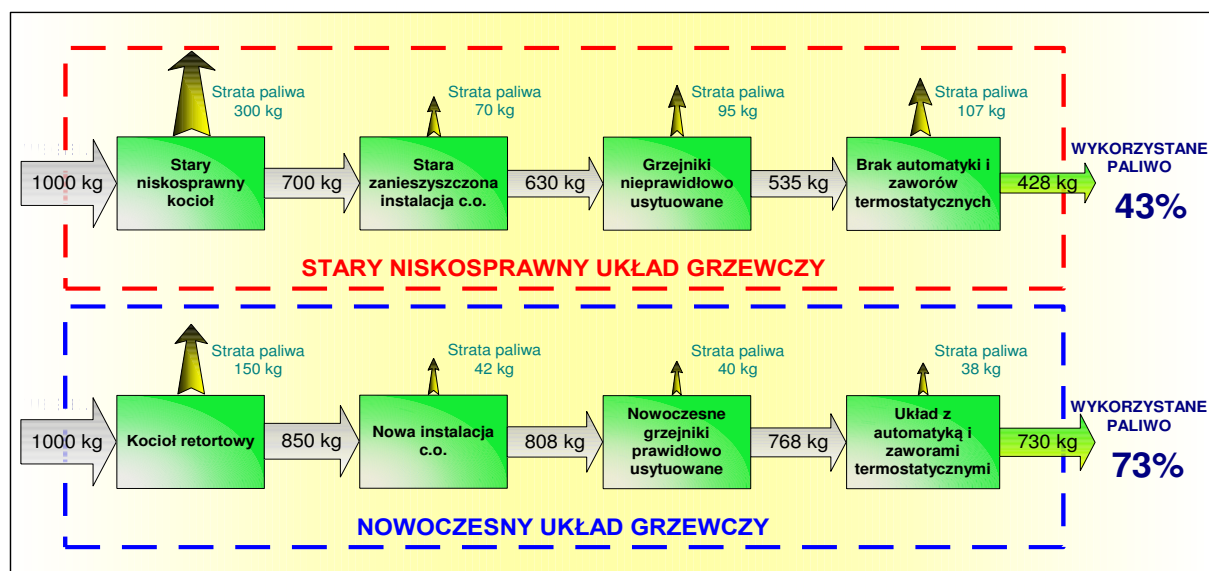 Strata paliwa
300 kg
Strata paliwa
70 kg
Strata paliwa
95 kg
Strata paliwa
107 kg
1000 kg
Stary
niskosprawny
kocioł
700 kg
Stara
zanieszyszczona
instalacja c.o.
630 kg
Grzejniki
nieprawidłowo
usytuowane
535 kg
Brak automatyki i
zaworów
termostatycznych
428 kg
WYKORZYSTANE
PALIWO
43%
STARY NISKOSPRAWNY UKŁAD GRZEWCZY
Strata paliwa
150 kg
Strata paliwa
42 kg
Strata paliwa
40 kg
Strata paliwa
38 kg
1000 kg
Kocioł retortowy
850 kg
Nowa instalacja
c.o.
808 kg
Nowoczesne
grzejniki
prawidłowo
usytuowane
768 kg
Układ z
automatyką i
zaworami
termostatycznymi
730 kg
WYKORZYSTANE
PALIWO
73%
NOWOCZESNY UKŁAD GRZEWCZY